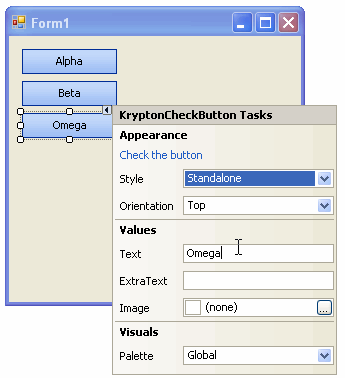 Form1
Alpha
Beta
Omega
KryptonCheckButton Tasks
Appearance
Check the button
Style Standalone
Orientation Top
Values
Text Omega
ExtraText
Image (none) ...
Visuals
Palette Global